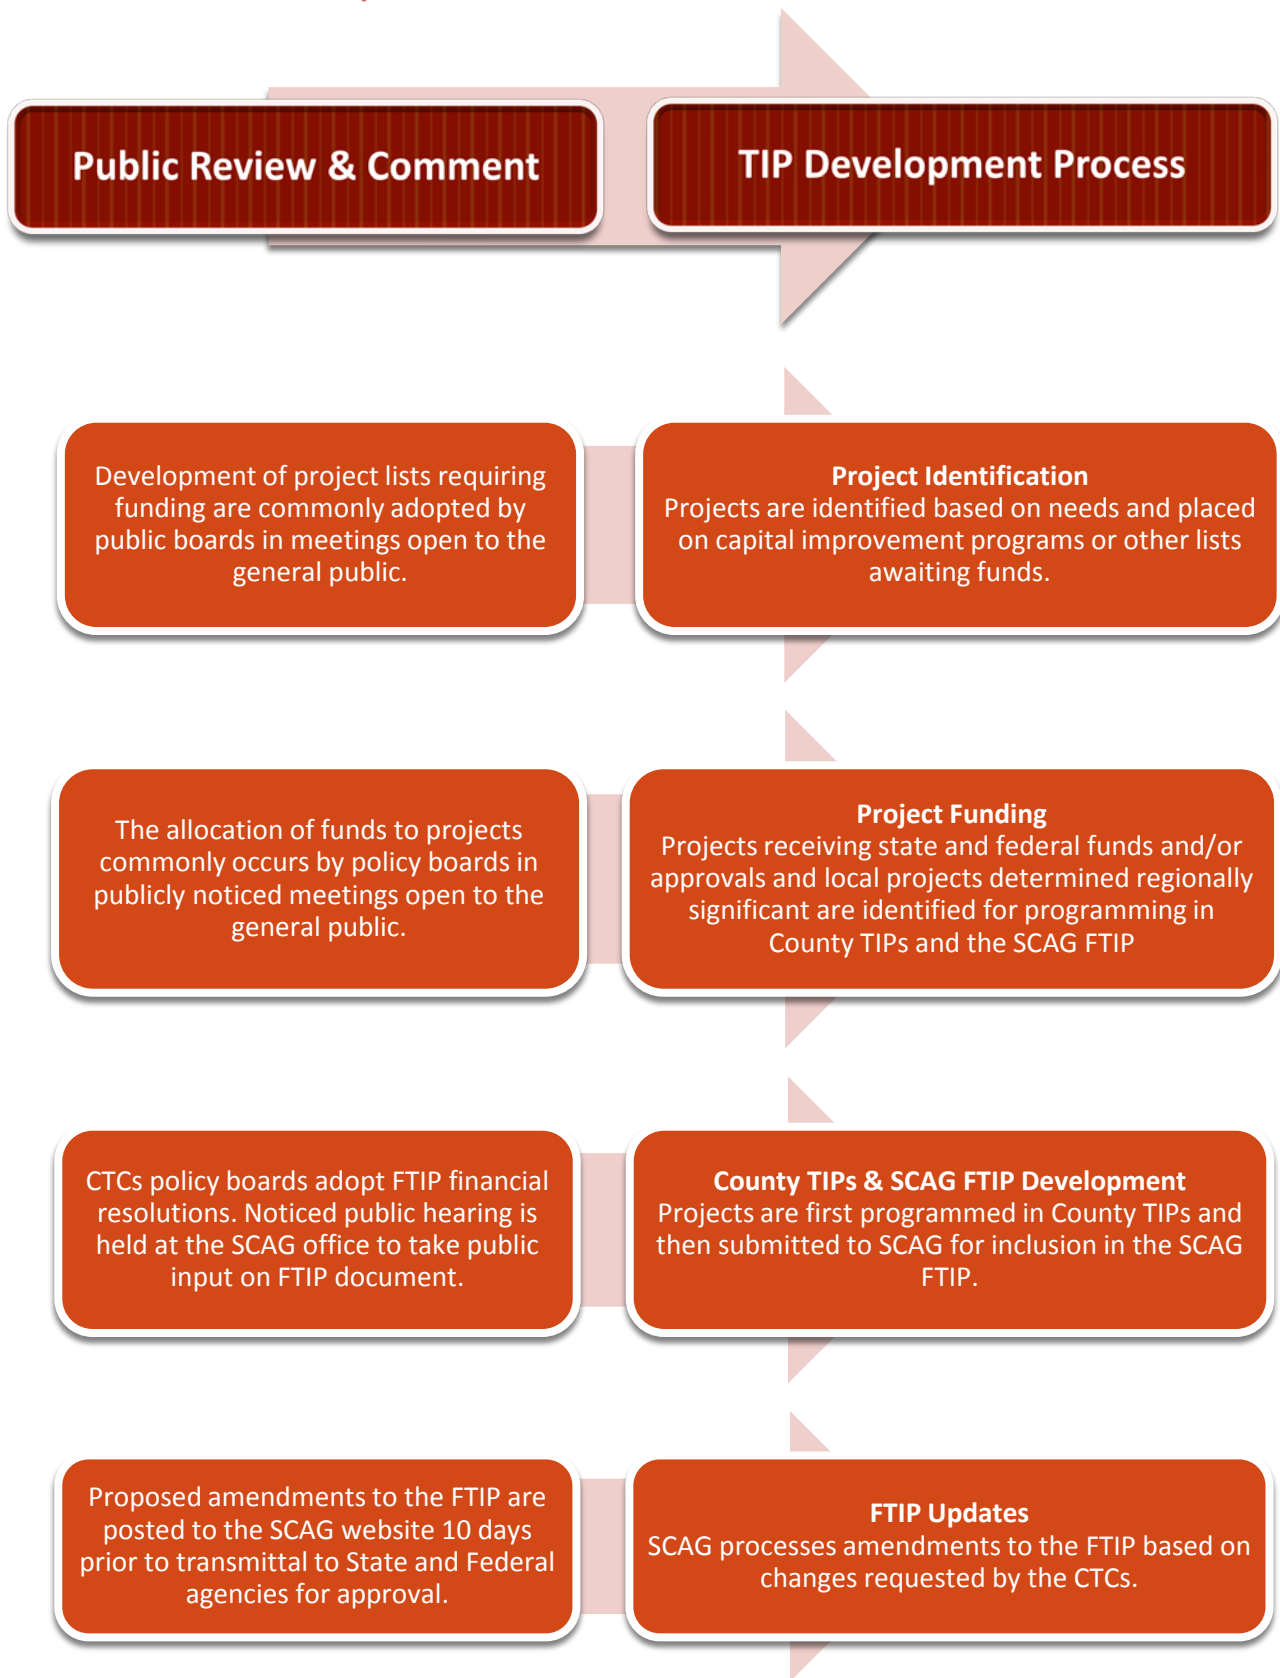 Public Review & Comment
TIP Development Process
Development of project lists requiring
funding are commonly adopted by
public boards in meetings open to the
general public.
Project Identification
Projects are identified based on needs and placed
on capital improvement programs or other lists
awaiting funds.
The allocation of funds to projects
commonly occurs by policy boards in
publicly noticed meetings open to the
general public.
Project Funding
Projects receiving state and federal funds and/or
approvals and local projects determined regionally
significant are identified for programming in
County TIPs and the SCAG FTIP
CTCs policy boards adopt FTIP financial
resolutions. Noticed public hearing is
held at the SCAG office to take public
input on FTIP document.
County TIPs & SCAG FTIP Development
Projects are first programmed in County TIPs and
then submitted to SCAG for inclusion in the SCAG
FTIP.
Proposed amendments to the FTIP are
posted to the SCAG website 10 days
prior to transmittal to State and Federal
agencies for approval.
FTIP Updates
SCAG processes amendments to the FTIP based on
changes requested by the CTCs.